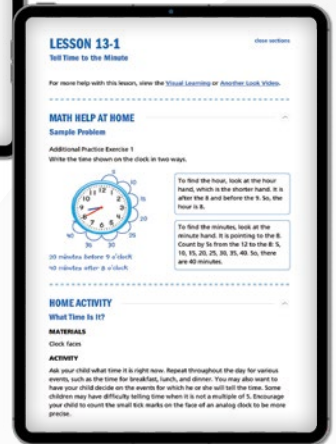 LESSON 13-1
close sections
Tell Time to the Minute
For more help with this lesson, view the Visual Learning or Another Look Video.
MATH HELP AT HOME
Sample Problem
Additional Practice Exercise 1
Write the time shown on the clock in two ways.
0
5
10
15
20
25
30
35
40
20 minutes before 9 o'clock
40 minutes after 8 o'clock
To find the hour, look at the hour
hand, which is the shorter hand. It is
after the 8 and before the 9. So, the
hour is 8.
To find the minutes, look at the
minute hand. It is pointing to the 8.
Count by 5s from the 12 to the 8: 5,
10, 15, 20, 25, 30, 35, 40. So, there
are 40 minutes.
HOME ACTIVITY
What Time Is It?
MATERIALS
Clock faces
ACTIVITY
Ask your child what time it is right now. Repeat throughout the day for various
events, such as the time for breakfast, lunch, and dinner. You may also want to
have your child decide on the events for which he or she will tell the time. Some
children may have difficulty telling time when it is not a multiple of 5. Encourage
your child to count the small tick marks on the face of an analog clock to be more
precise.